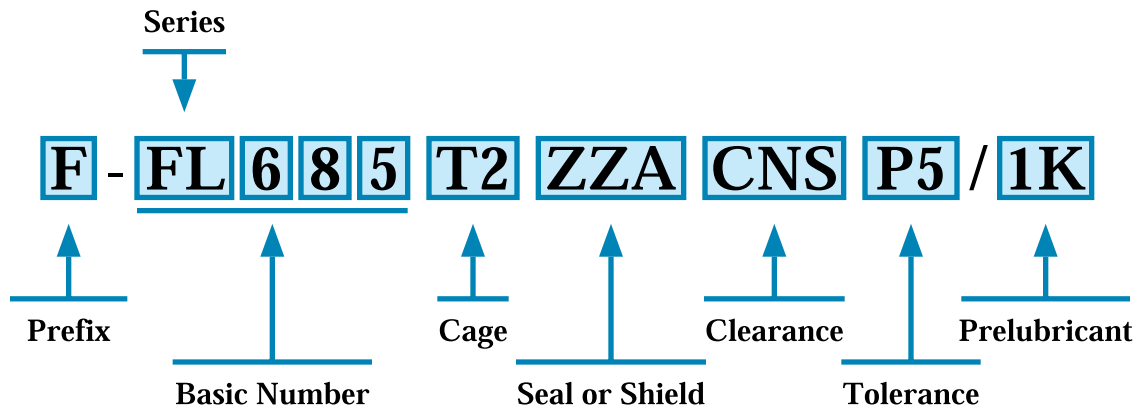 Series
F - FL 6 8 5 T2 ZZA CNS P5 / 1K
Prefix Cage Clearance Prelubricant
Basic Number Seal or Shield Tolerance